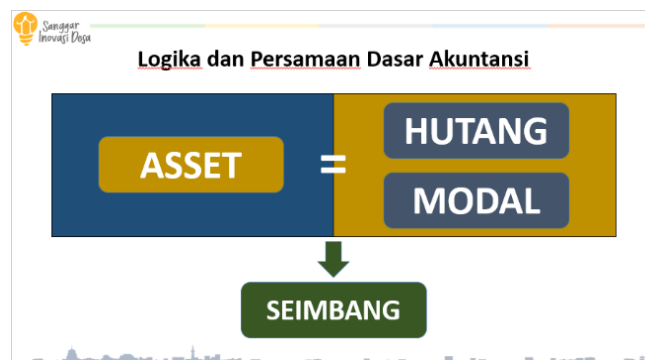 Sanggar
Inovasi Desa
Logika dan Persamaan Dasar Akuntansi
ASSET
=
HUTANG
MODAL
SEIMBANG